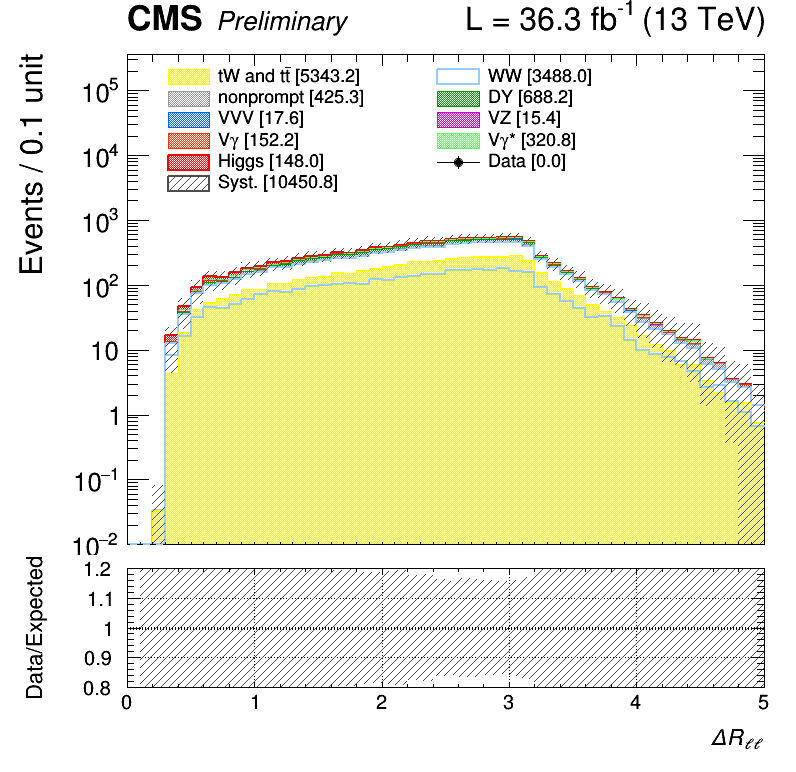 CMS Preliminary L = 36.3 fb⁻¹ (13 TeV)
Events / 0.1 unit
tW and tt̄ [5343.2]
nonprompt [425.3]
VVV [17.6]
Vγ [152.2]
Higgs [148.0]
Syst. [10450.8]
WW [3488.0]
DY [688.2]
VZ [15.4]
Vγ* [320.8]
Data [0.0]
10⁵
10⁴
10³
10²
10
1
10⁻¹
10⁻²
Data/Expected
1.2
1.1
1
0.9
0.8
0 1 2 3 4 5
ΔR_ℓℓ